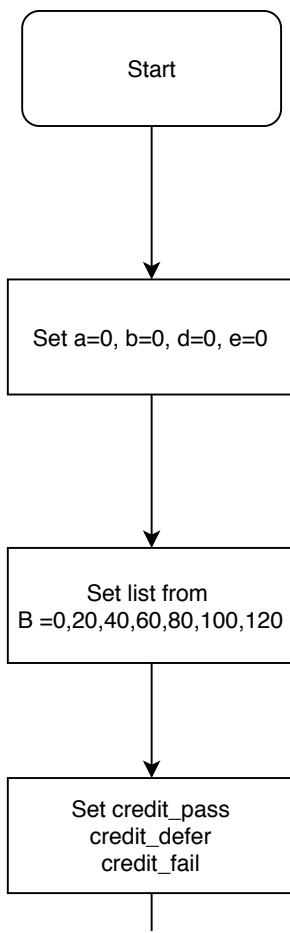 Start
Set a=0, b=0, d=0, e=0
Set list from
B =0,20,40,60,80,100,120
Set credit_pass
credit_defer
credit_fail